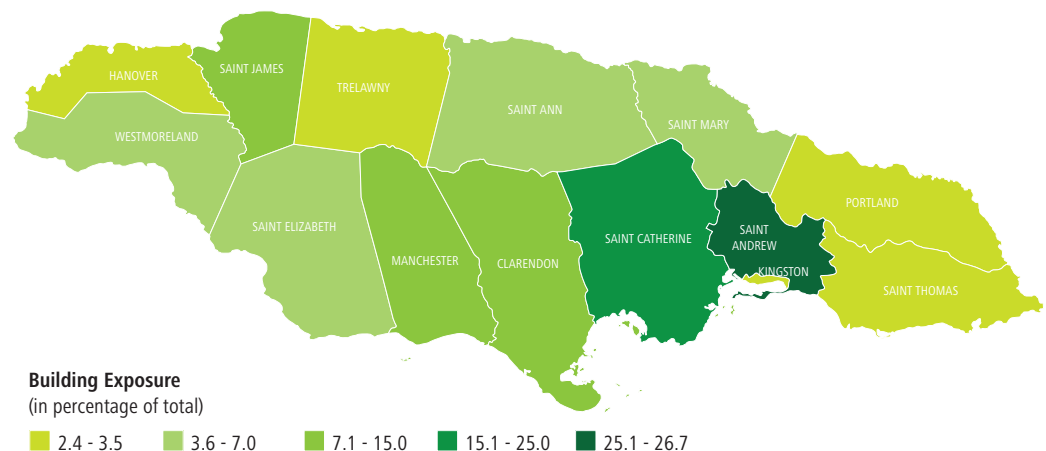 HANOVER
SAINT JAMES
TRELAWNY
SAINT ANN
SAINT MARY
WESTMORELAND
SAINT ELIZABETH
MANCHESTER
CLARENDON
SAINT CATHERINE
SAINT
ANDREW
KINGSTON
PORTLAND
SAINT THOMAS
Building Exposure
(in percentage of total)
2.4 - 3.5
3.6 - 7.0
7.1 - 15.0
15.1 - 25.0
25.1 - 26.7